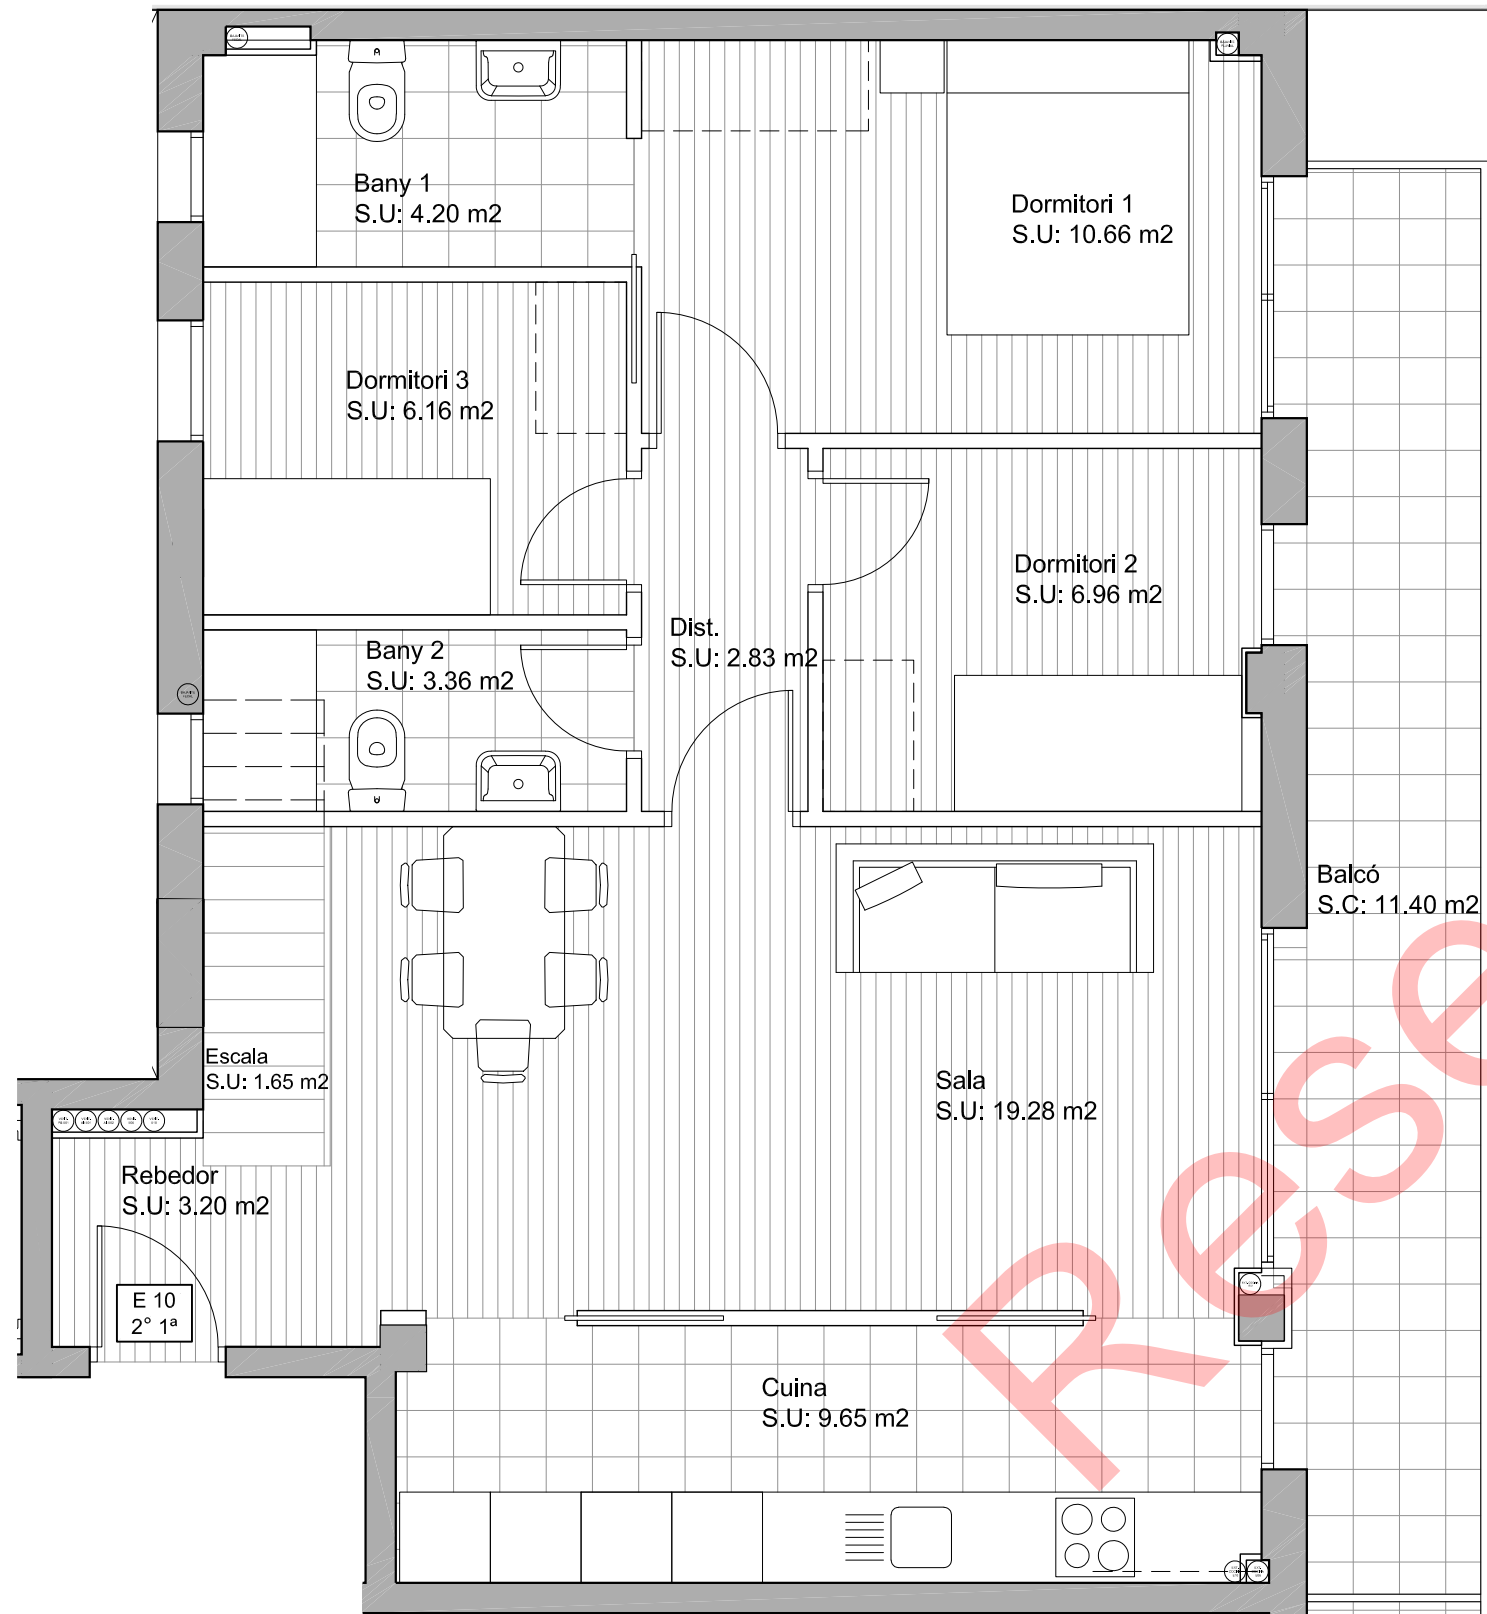 Bany 1
S.U: 4.20 m2
Dormitori 1
S.U: 10.66 m2
Dormitori 3
S.U: 6.16 m2
Dormitori 2
S.U: 6.96 m2
Dist.
S.U: 2.83 m2
Bany 2
S.U: 3.36 m2
Balcó
S.C: 11.40 m2
Escala
S.U: 1.65 m2
Sala
S.U: 19.28 m2
Rebedor
S.U: 3.20 m2
E 10
2° 1ª
Cuina
S.U: 9.65 m2
Rese